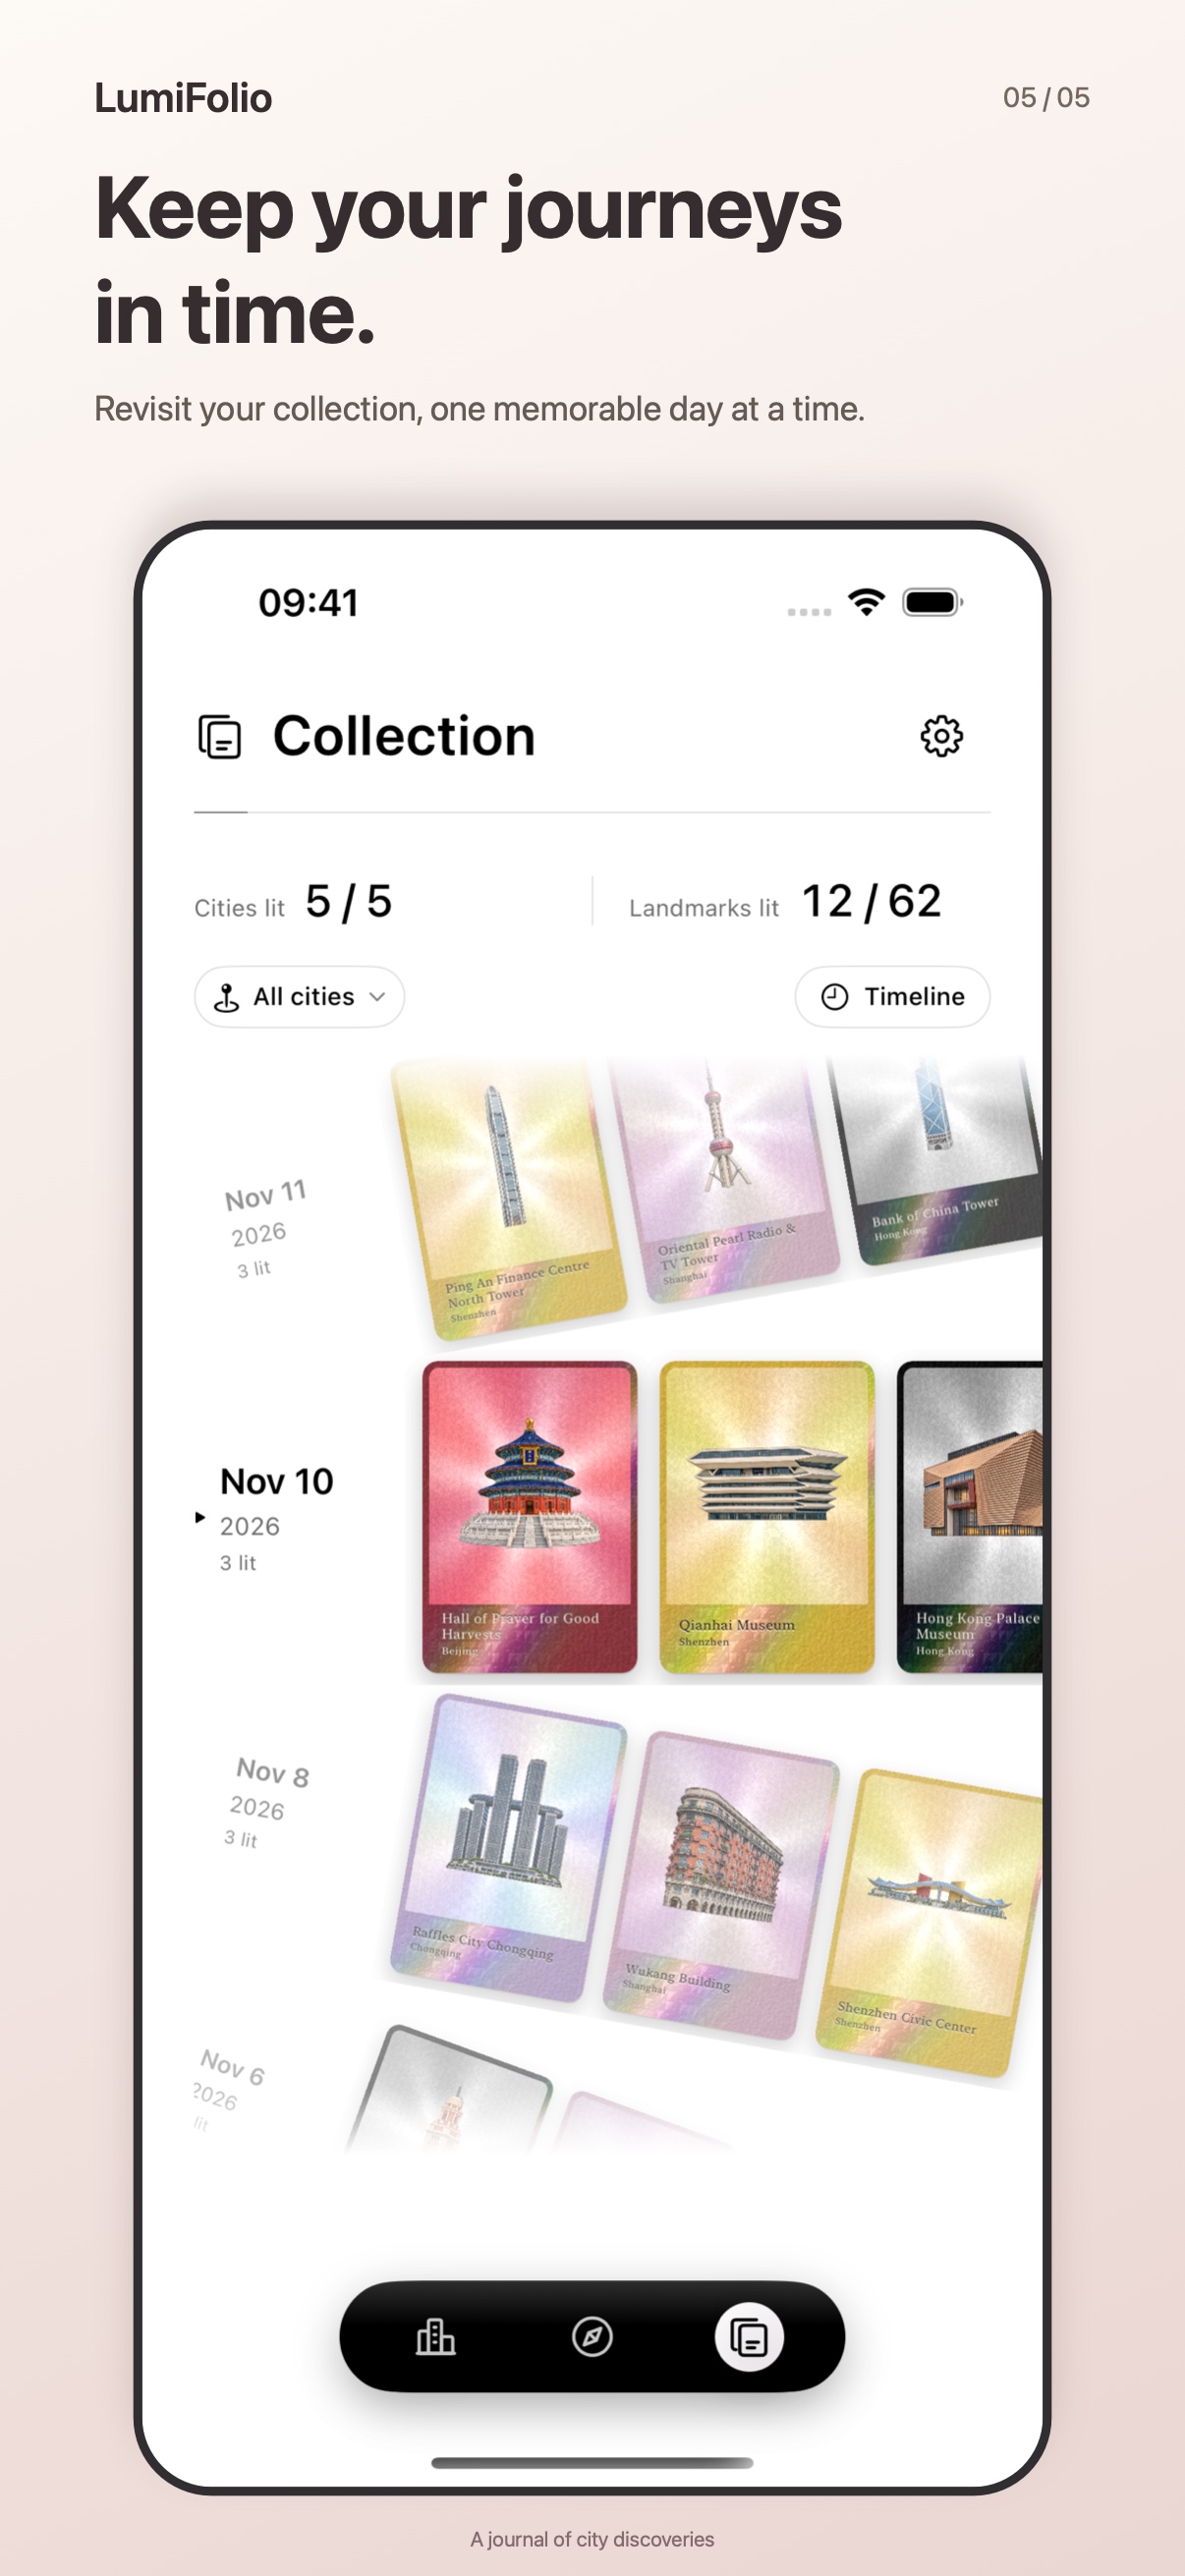 LumiFolio
05 / 05
Keep your journeys
in time.
Revisit your collection, one memorable day at a time.
09:41
Collection
Cities lit 5 / 5
Landmarks lit 12 / 62
All cities
Timeline
Nov 11
2026
3 lit
Ping An Finance Centre
North Tower
Shenzhen
Oriental Pearl Radio &
TV Tower
Shanghai
Bank of China Tower
Hong Kong
Nov 10
2026
3 lit
Hall of Prayer for Good
Harvests
Beijing
Qianhai Museum
Shenzhen
Hong Kong Palace
Museum
Hong Kong
Nov 8
2026
3 lit
Raffles City Chongqing
Chongqing
Wukang Building
Shanghai
Shenzhen Civic Center
Shenzhen
Nov 6
2026
lit
A journal of city discoveries